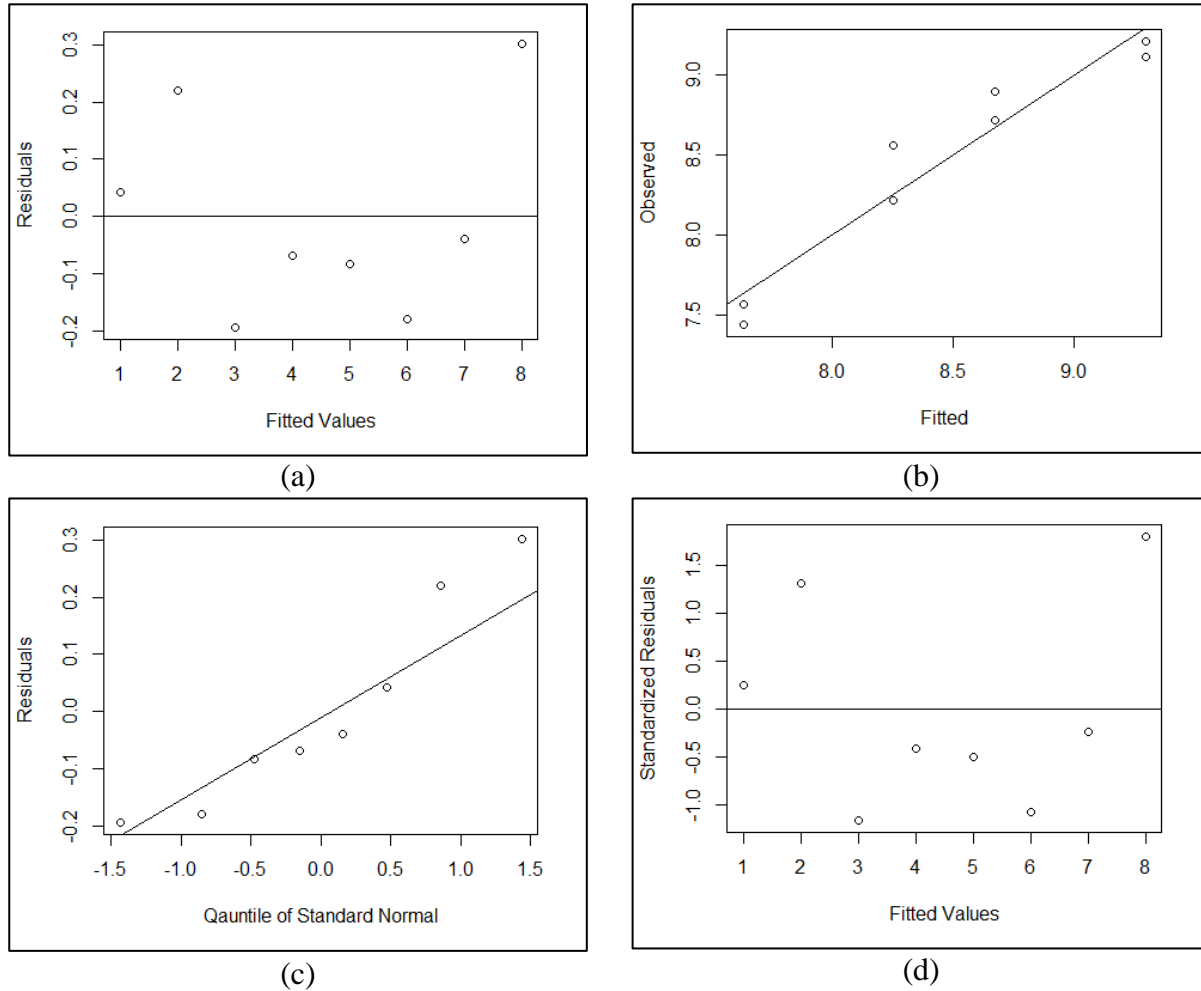 0.3
0.2
0.1
0.0
-0.1
-0.2
Residuals
1 2 3 4 5 6 7 8
Fitted Values
(a)
9.0
8.5
8.0
7.5
Observed
8.0 8.5 9.0
Fitted
(b)
0.3
0.2
0.1
0.0
-0.1
-0.2
Residuals
-1.5 -1.0 -0.5 0.0 0.5 1.0 1.5
Qauntile of Standard Normal
(c)
1.5
1.0
0.5
0.0
-0.5
-1.0
Standardized Residuals
1 2 3 4 5 6 7 8
Fitted Values
(d)